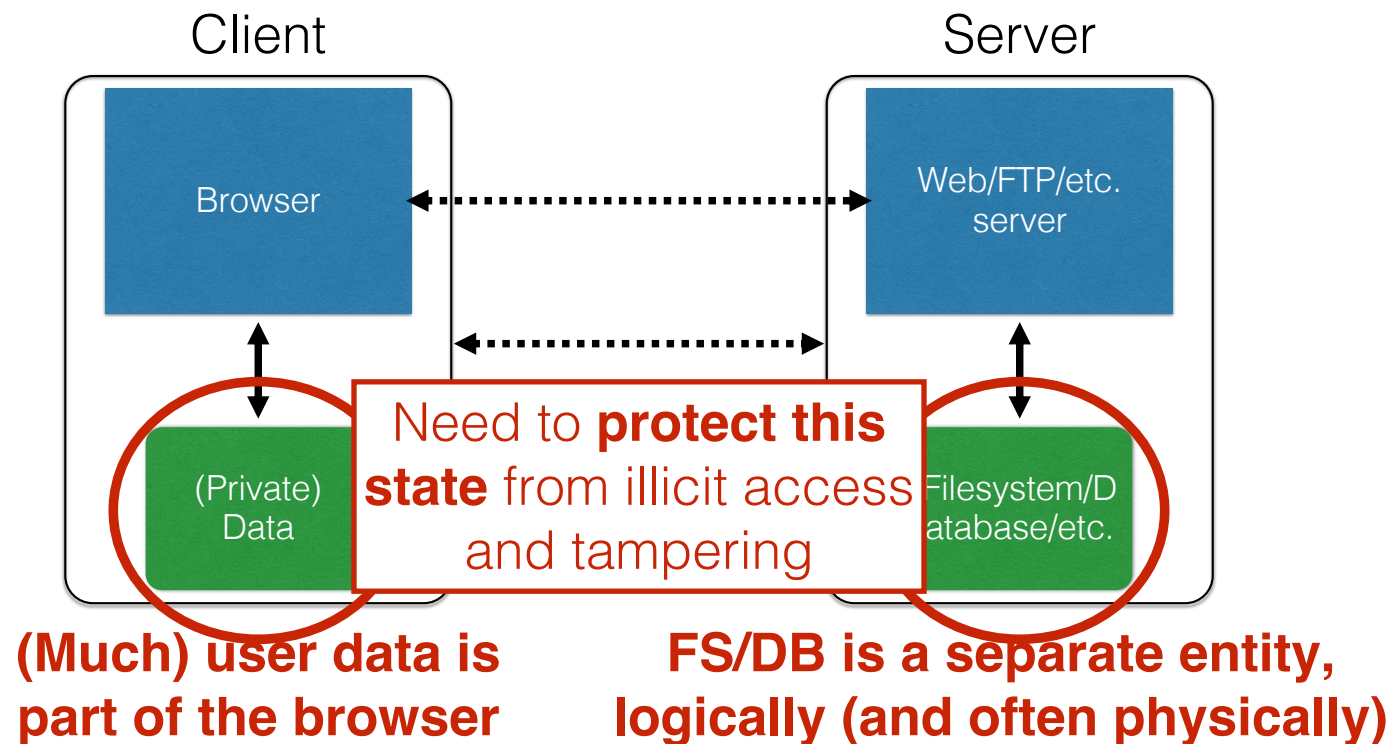 Client
Server
Browser
Web/FTP/etc.
server
(Private)
Data
Need to protect this
state from illicit access
and tampering
Filesystem/D
atabase/etc.
(Much) user data is
part of the browser
FS/DB is a separate entity,
logically (and often physically)